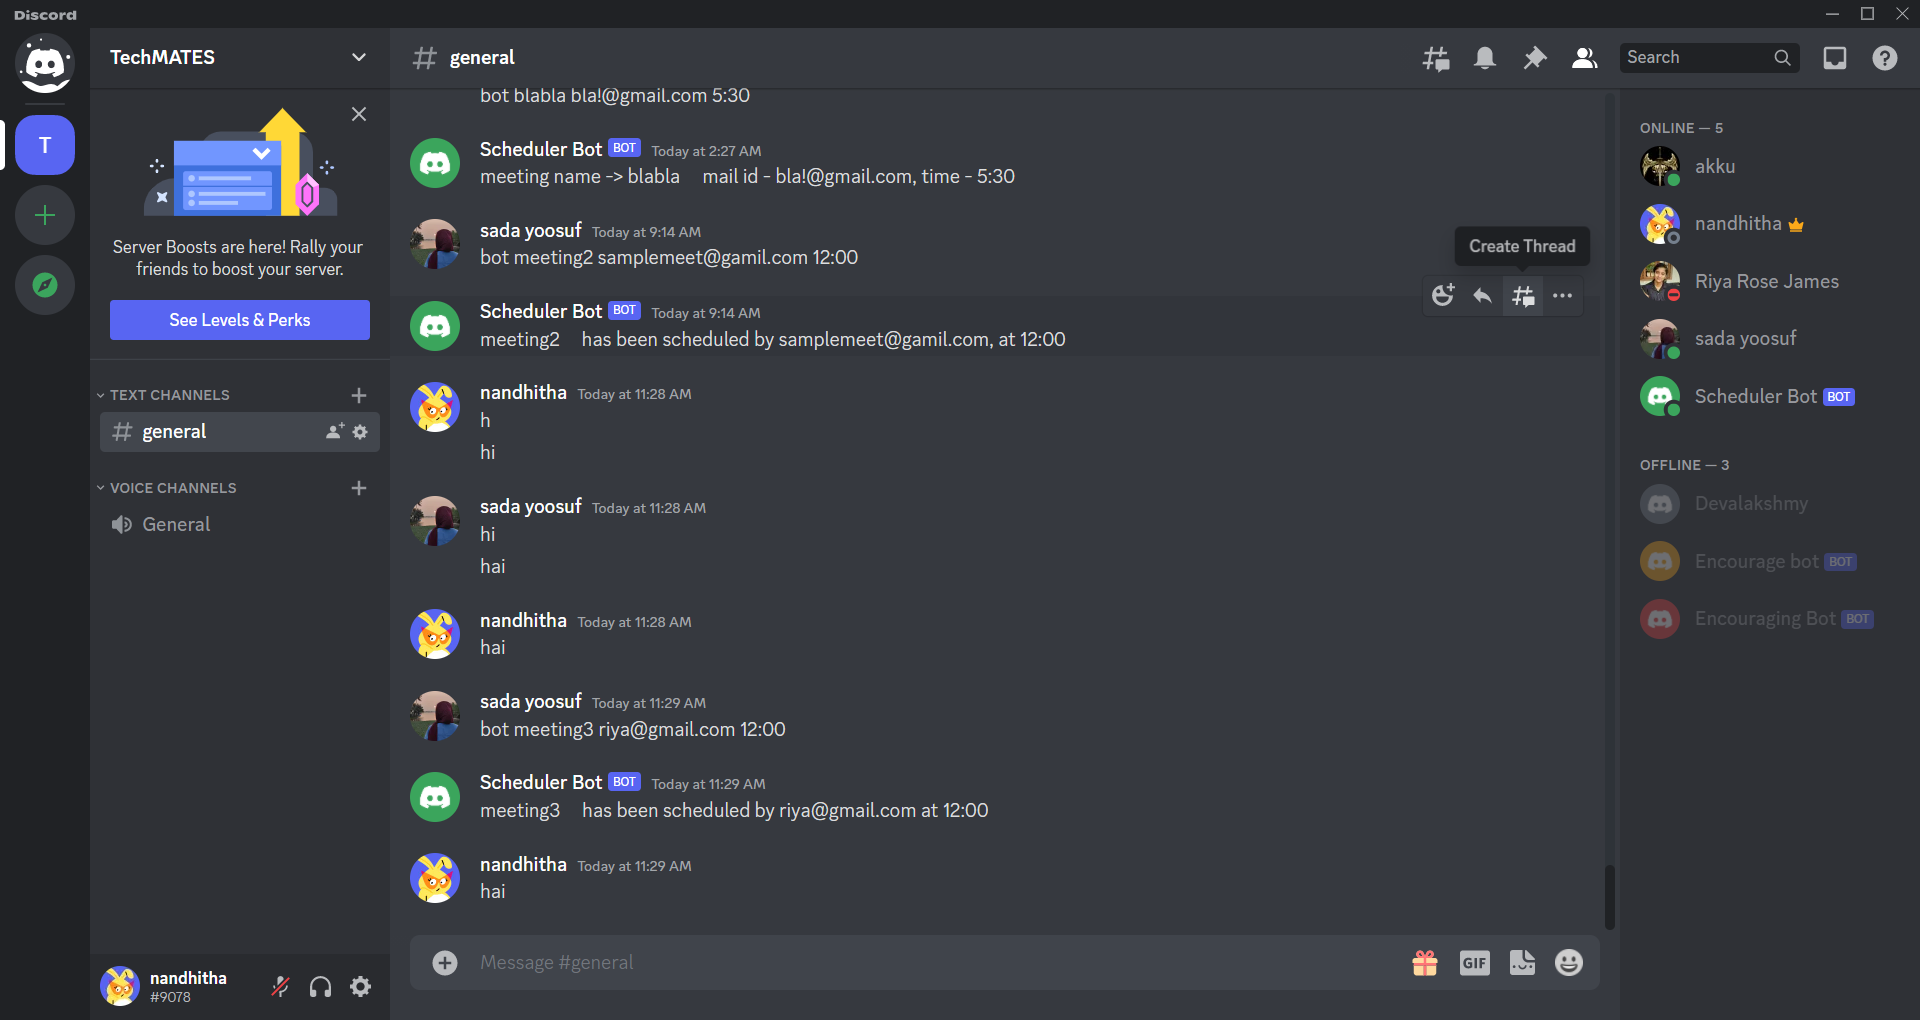 Discord
TechMATES
Server Boosts are here! Rally your
friends to boost your server.
See Levels & Perks
TEXT CHANNELS
general
VOICE CHANNELS
General
nandhitha
#9078
T
general
Search
bot blabla bla!@gmail.com 5:30
Scheduler Bot BOT Today at 2:27 AM
meeting name -> blabla mail id - bla!@gmail.com, time - 5:30
sada yoosuf Today at 9:14 AM
bot meeting2 samplemeet@gamil.com 12:00
Create Thread
Scheduler Bot BOT Today at 9:14 AM
meeting2 has been scheduled by samplemeet@gamil.com, at 12:00
nandhitha Today at 11:28 AM
h
hi
sada yoosuf Today at 11:28 AM
hi
hai
nandhitha Today at 11:28 AM
hai
sada yoosuf Today at 11:29 AM
bot meeting3 riya@gmail.com 12:00
Scheduler Bot BOT Today at 11:29 AM
meeting3 has been scheduled by riya@gmail.com at 12:00
nandhitha Today at 11:29 AM
hai
Message #general
GIF
ONLINE — 5
akku
nandhitha
Riya Rose James
sada yoosuf
Scheduler Bot BOT
OFFLINE — 3
Devalakshmy
Encourage bot BOT
Encouraging Bot BOT